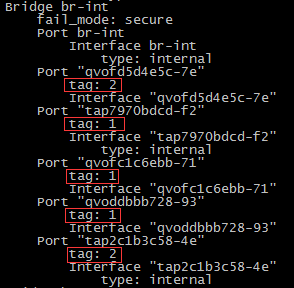 Bridge br-int
fail_mode: secure
Port br-int
Interface br-int
type: internal
Port "qvofd5d4e5c-7e"
tag: 2
Interface "qvofd5d4e5c-7e"
Port "tap7970bdcd-f2"
tag: 1
Interface "tap7970bdcd-f2"
type: internal
Port "qvofc1c6ebb-71"
tag: 1
Interface "qvofc1c6ebb-71"
Port "qvoddbbb728-93"
tag: 1
Interface "qvoddbbb728-93"
Port "tap2c1b3c58-4e"
tag: 2
Interface "tap2c1b3c58-4e"
type: internal